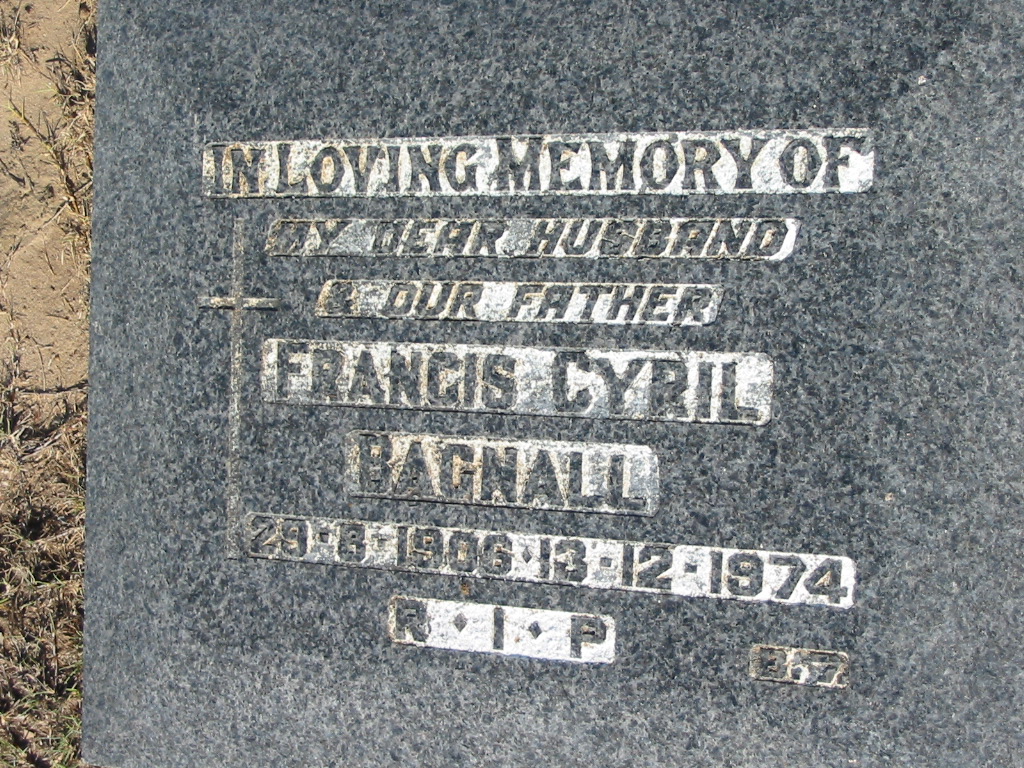 IN LOVING MEMORY OF
MY DEAR HUSBAND
& OUR FATHER
FRANCIS CYRIL
BAGNALL
29·8·1906·13·12·1974
R·I·P